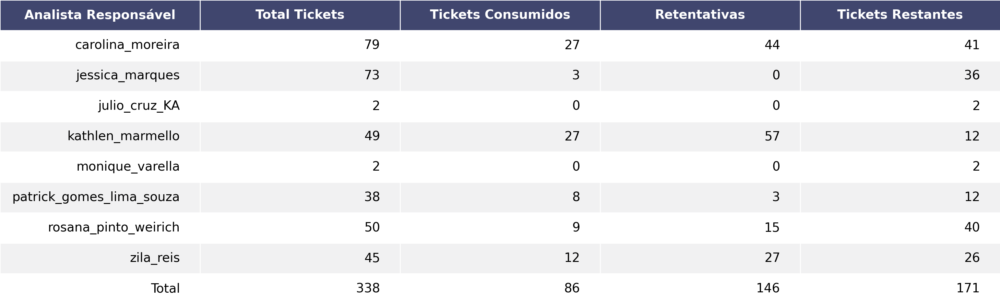 Analista Responsável Total Tickets Tickets Consumidos Retentativas Tickets Restantes
carolina_moreira 79 27 44 41
jessica_marques 73 3 0 36
julio_cruz_KA 2 0 0 2
kathlen_marmello 49 27 57 12
monique_varella 2 0 0 2
patrick_gomes_lima_souza 38 8 3 12
rosana_pinto_weirich 50 9 15 40
zila_reis 45 12 27 26
Total 338 86 146 171